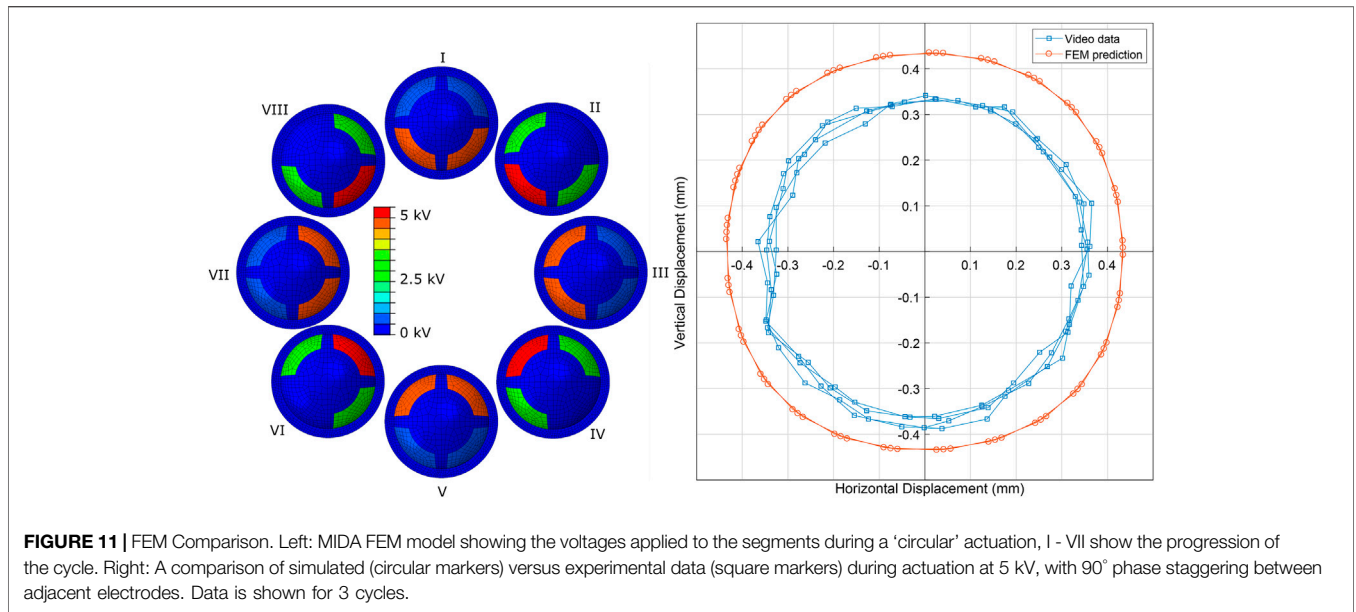 I
VIII
II
5 kV
2.5 kV
0 kV
VII
III
VI
IV
V
Video data
FEM prediction
Vertical Displacement (mm)
0.4
0.3
0.2
0.1
-0.4 -0.3 -0.2 -0.1 0.1 0.2 0.3 0.4
-0.1
-0.2
-0.3
-0.4
Horizontal Displacement (mm)
FIGURE 11 | FEM Comparison. Left: MIDA FEM model showing the voltages applied to the segments during a ‘circular’ actuation, I - VII show the progression of
the cycle. Right: A comparison of simulated (circular markers) versus experimental data (square markers) during actuation at 5 kV, with 90° phase staggering between
adjacent electrodes. Data is shown for 3 cycles.